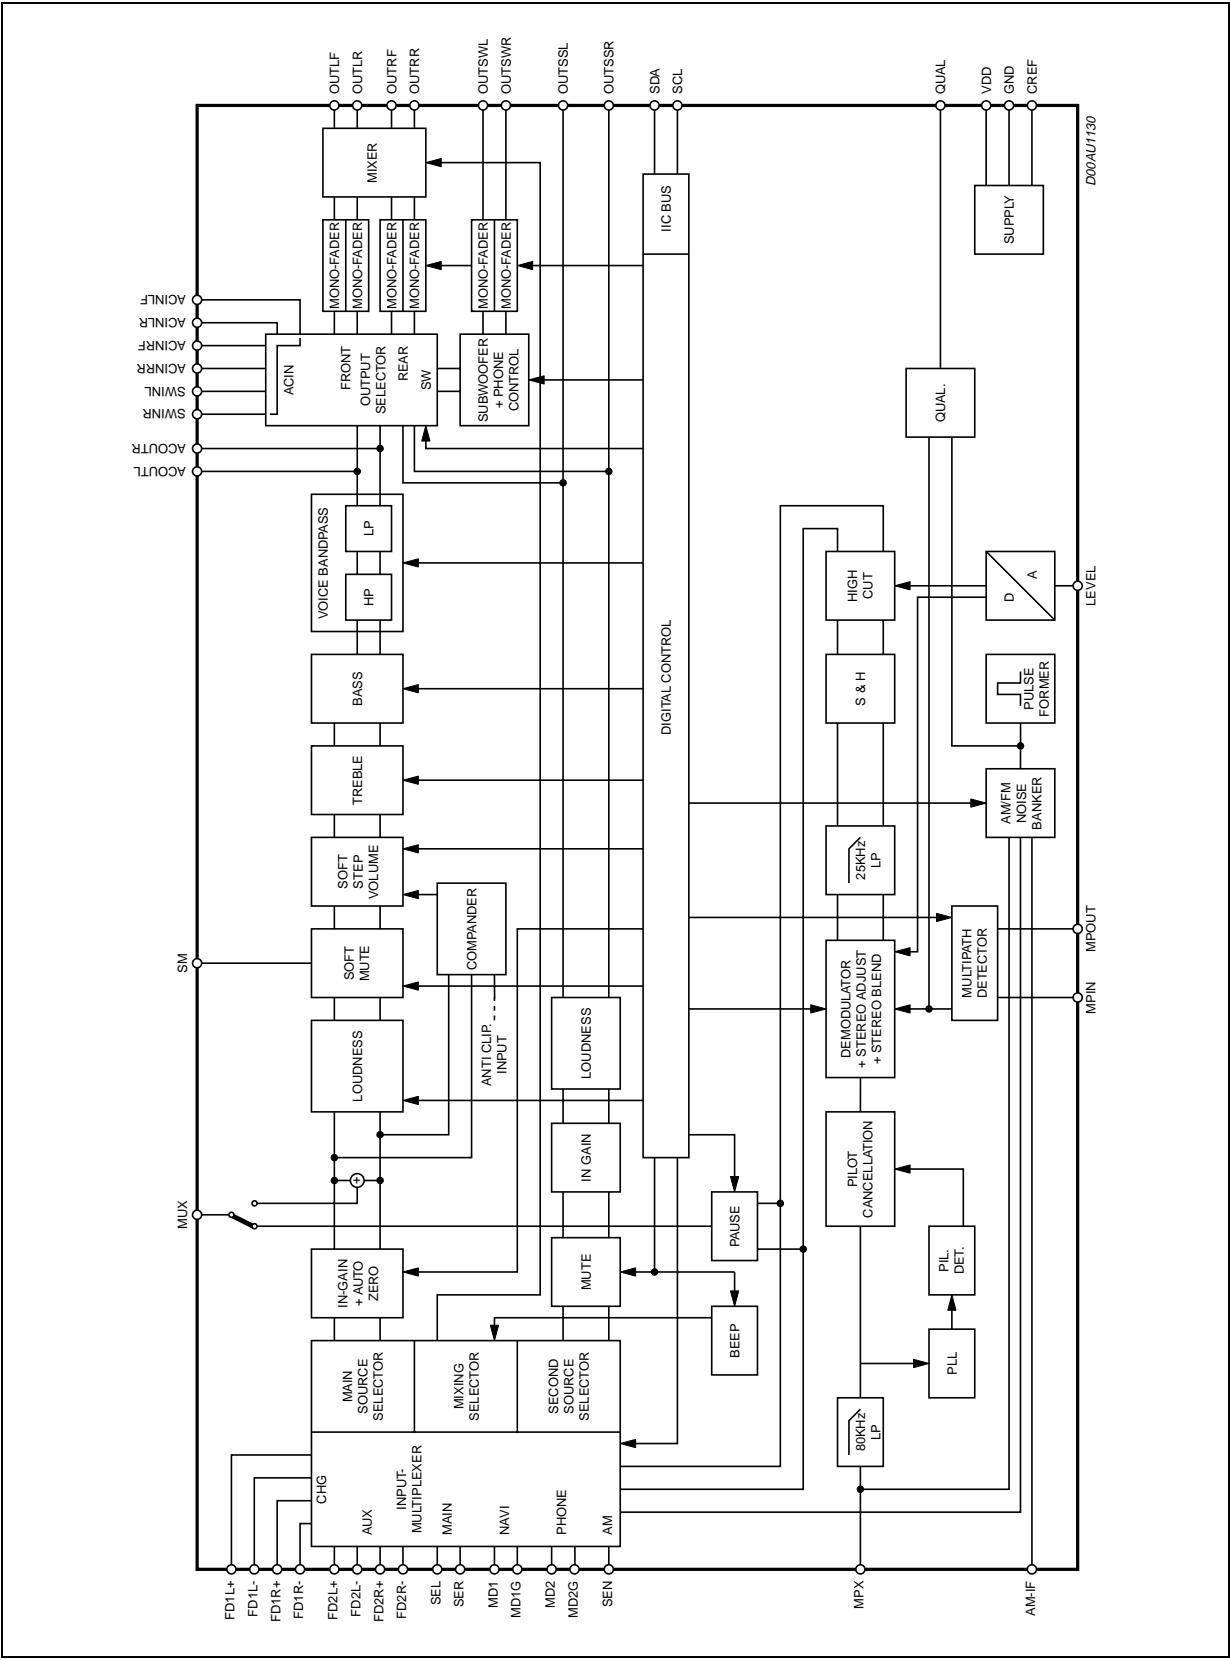 OUTLF
OUTLR
OUTRF
OUTRR
OUTSWL
OUTSWR
OUTSSL
OUTSSR
SDA
SCL
QUAL
VDD
GND
CREF
D00AU1130
MIXER
IIC BUS
SUPPLY
MONO-FADER
MONO-FADER
MONO-FADER
MONO-FADER
MONO-FADER
MONO-FADER
ACINLF
ACINLR
ACINRF
ACINRR
SWINL
SWINR
ACOUTR
ACOUTL
ACIN
FRONT
OUTPUT
SELECTOR
REAR
SW
SUBWOOFER
+ PHONE
CONTROL
QUAL.
VOICE BANDPASS
LP
HP
HIGH
CUT
D
A
LEVEL
DIGITAL CONTROL
BASS
S & H
PULSE
FORMER
TREBLE
AM/FM
NOISE
BANKER
SOFT
STEP
VOLUME
25KHz
LP
COMPANDER
SM
SOFT
MUTE
ANTI CLIP.
INPUT
LOUDNESS
DEMODULATOR
+ STEREO ADJUST
+ STEREO BLEND
MULTIPATH
DETECTOR
MPOUT
MPIN
LOUDNESS
IN GAIN
PILOT
CANCELLATION
MUX
PAUSE
IN-GAIN
+ AUTO
ZERO
MUTE
PIL.
DET.
BEEP
PLL
MAIN
SOURCE
SELECTOR
MIXING
SELECTOR
SECOND
SOURCE
SELECTOR
80KHz
LP
CHG
AUX
INPUT-
MULTIPLEXER
MAIN
NAVI
PHONE
AM
FD1L+
FD1L-
FD1R+
FD1R-
FD2L+
FD2L-
FD2R+
FD2R-
SEL
SER
MD1
MD1G
MD2
MD2G
SEN
MPX
AM-IF